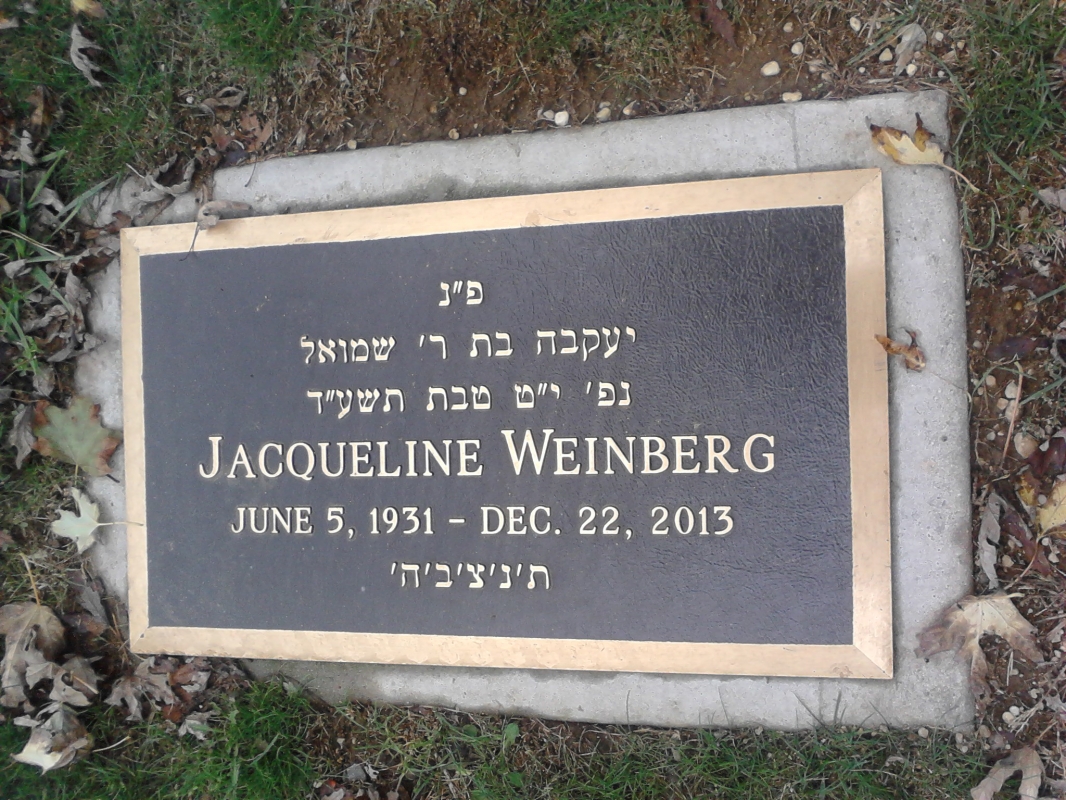 פ״נ
יעקבה בת ר׳ שמואל
נפ׳ י״ט טבת תשע״ד
JACQUELINE WEINBERG
JUNE 5, 1931 - DEC. 22, 2013
ת׳נ׳צ׳ב׳ה׳